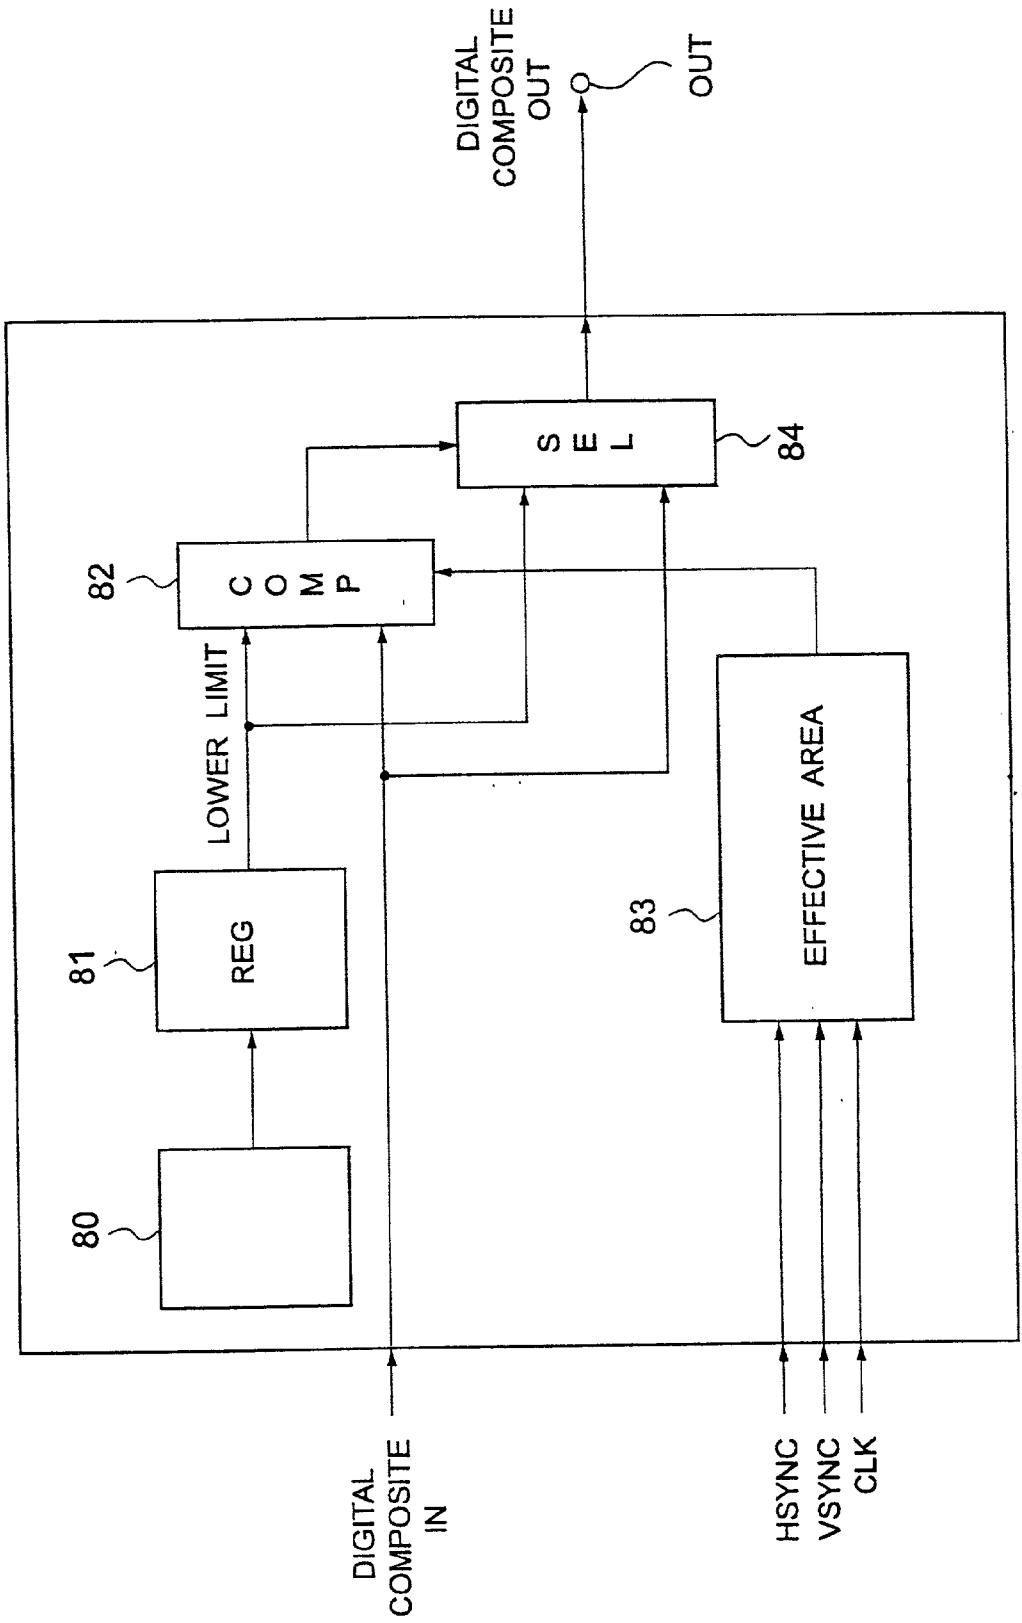 DIGITAL
COMPOSITE
IN
HSYNC
VSYNC
CLK
80
81
REG
LOWER LIMIT
82
C
O
M
P
83
EFFECTIVE AREA
S
E
L
84
DIGITAL
COMPOSITE
OUT
OUT